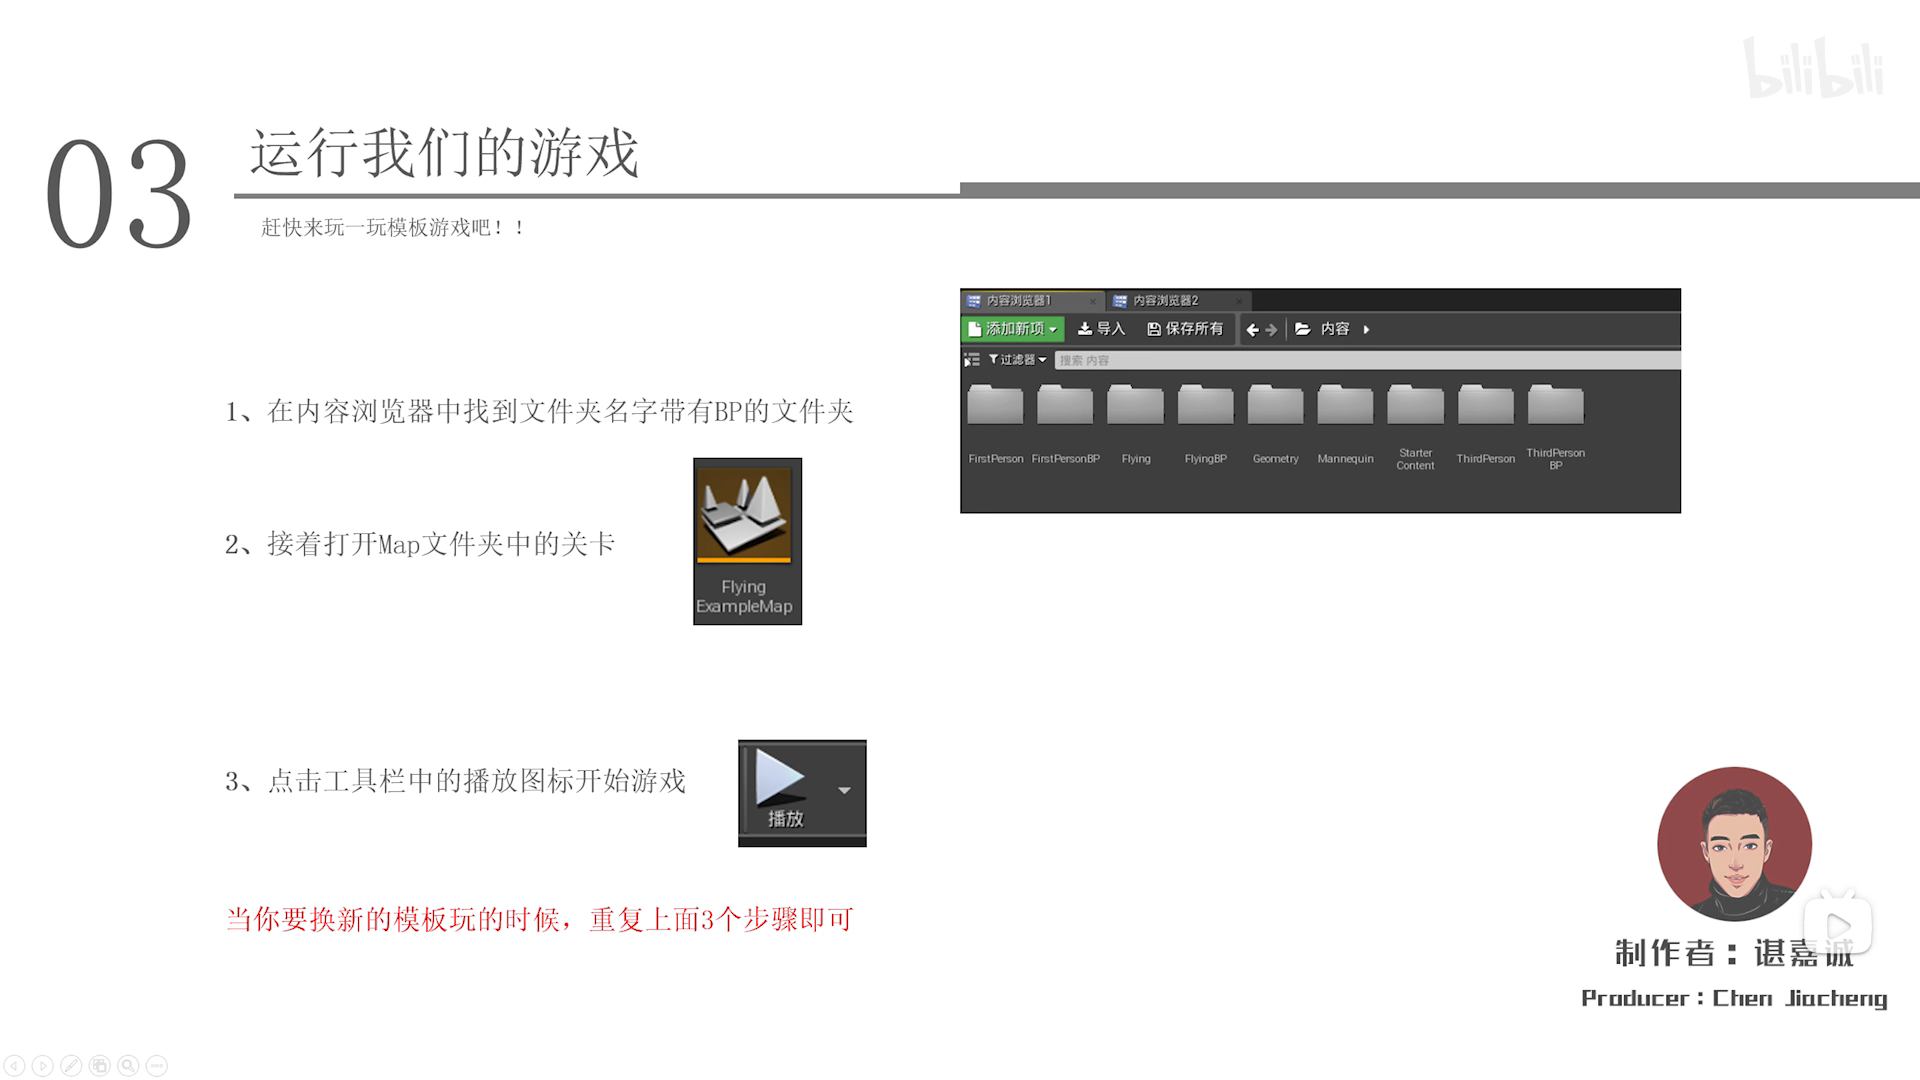 bilibili
03
运行我们的游戏
赶快来玩一玩模板游戏吧！！
内容浏览器1
内容浏览器2
添加新项
导入
保存所有
内容
过滤器
搜索 内容
FirstPerson
FirstPersonBP
Flying
FlyingBP
Geometry
Mannequin
Starter
Content
ThirdPerson
ThirdPerson
BP
1、在内容浏览器中找到文件夹名字带有BP的文件夹
2、接着打开Map文件夹中的关卡
Flying
ExampleMap
3、点击工具栏中的播放图标开始游戏
播放
当你要换新的模板玩的时候，重复上面3个步骤即可
制作者：谌嘉诚
Producer：Chen Jiacheng